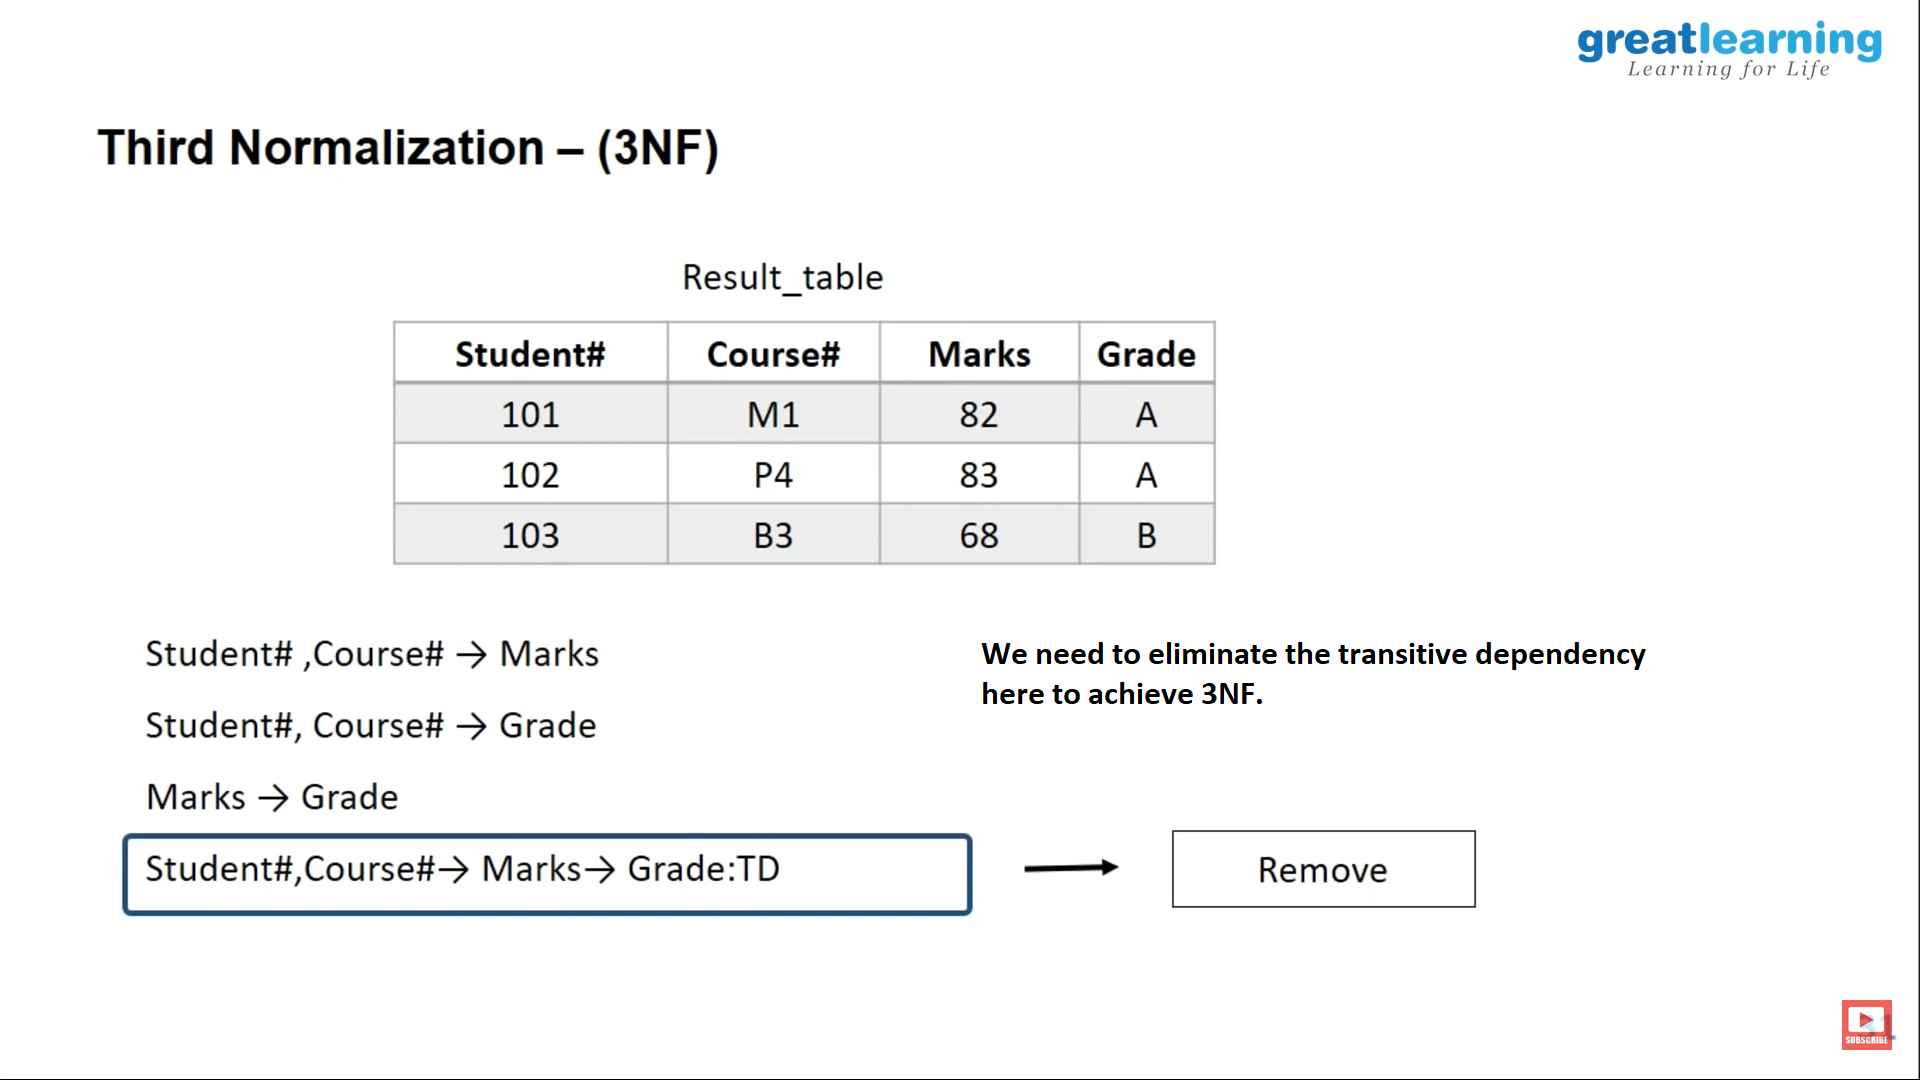 greatlearning
Learning for Life
Third Normalization – (3NF)
Result_table
Student# Course# Marks Grade
101 M1 82 A
102 P4 83 A
103 B3 68 B
Student# ,Course# → Marks
Student#, Course# → Grade
Marks → Grade
Student#,Course#→ Marks→ Grade:TD
We need to eliminate the transitive dependency
here to achieve 3NF.
Remove
SUBSCRIBE